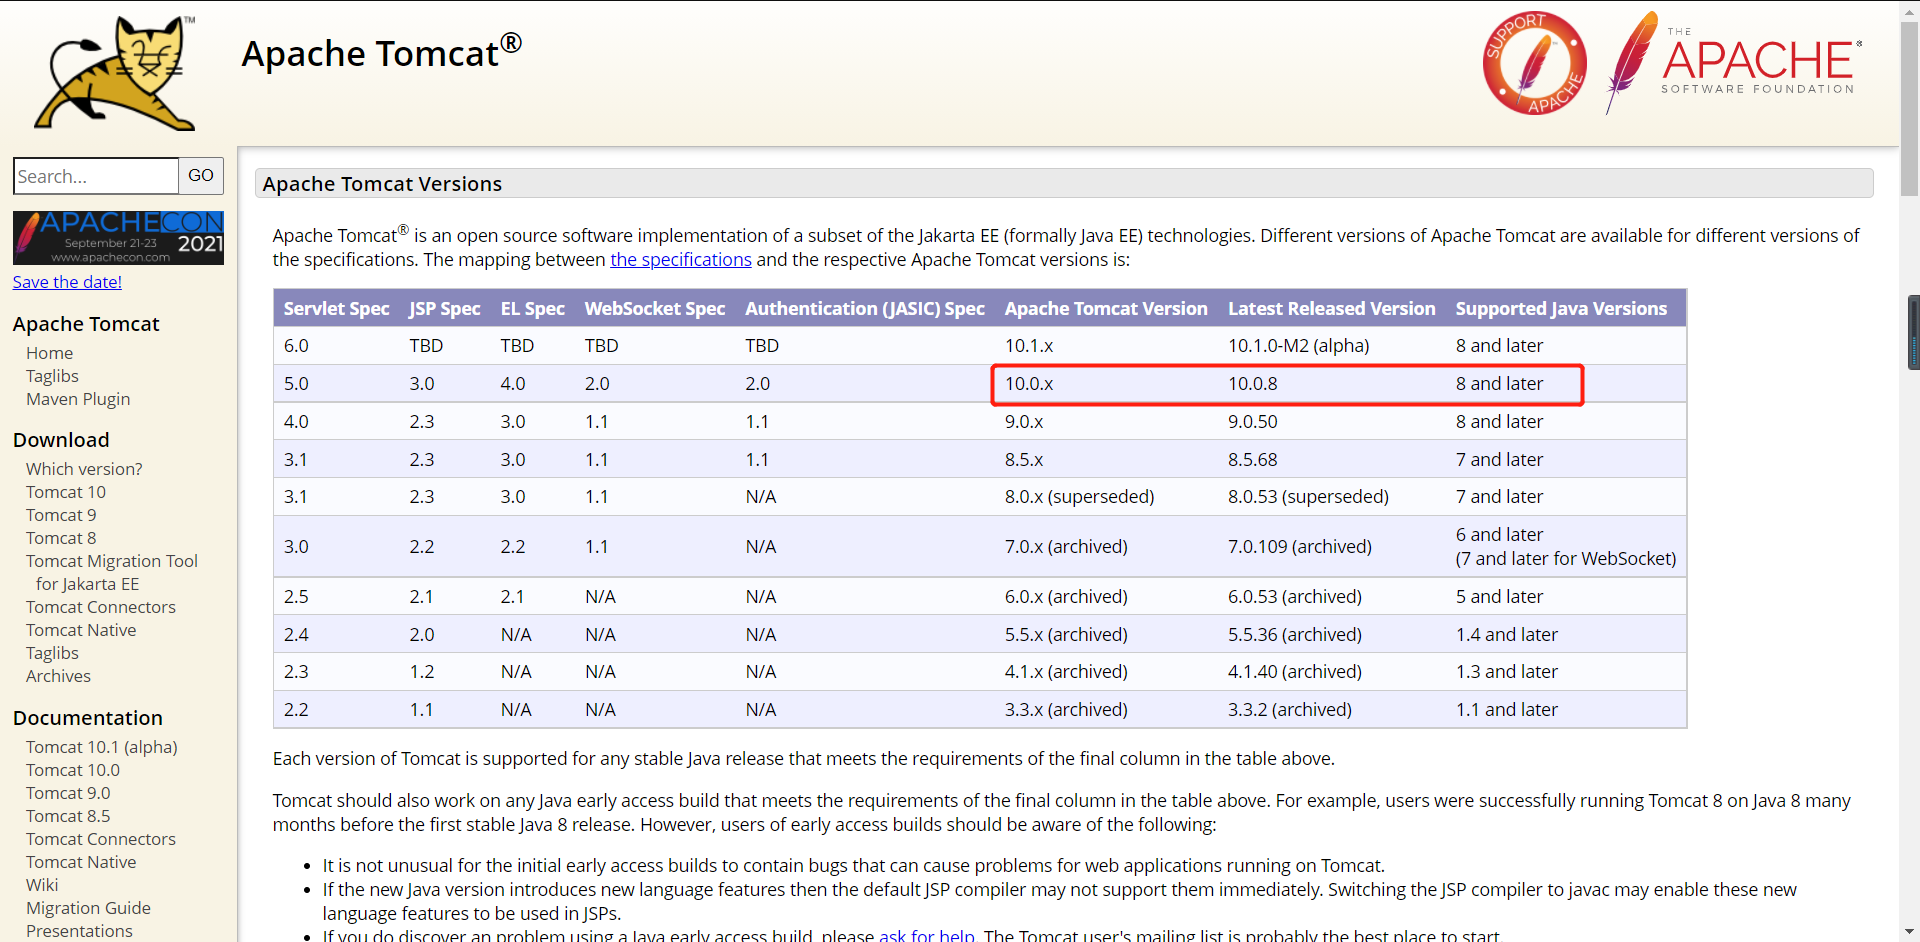 TM
Apache Tomcat®
SUPPORT
APACHE
THE
APACHE®
SOFTWARE FOUNDATION
Search...
GO
APACHECON
September 21-23 2021
www.apachecon.com
Save the date!
Apache Tomcat
Home
Taglibs
Maven Plugin
Download
Which version?
Tomcat 10
Tomcat 9
Tomcat 8
Tomcat Migration Tool
for Jakarta EE
Tomcat Connectors
Tomcat Native
Taglibs
Archives
Documentation
Tomcat 10.1 (alpha)
Tomcat 10.0
Tomcat 9.0
Tomcat 8.5
Tomcat Connectors
Tomcat Native
Wiki
Migration Guide
Presentations
Apache Tomcat Versions
Apache Tomcat® is an open source software implementation of a subset of the Jakarta EE (formally Java EE) technologies. Different versions of Apache Tomcat are available for different versions of
the specifications. The mapping between the specifications and the respective Apache Tomcat versions is:
Servlet Spec JSP Spec EL Spec WebSocket Spec Authentication (JASIC) Spec Apache Tomcat Version Latest Released Version Supported Java Versions
6.0 TBD TBD TBD TBD 10.1.x 10.1.0-M2 (alpha) 8 and later
5.0 3.0 4.0 2.0 2.0 10.0.x 10.0.8 8 and later
4.0 2.3 3.0 1.1 1.1 9.0.x 9.0.50 8 and later
3.1 2.3 3.0 1.1 1.1 8.5.x 8.5.68 7 and later
3.1 2.3 3.0 1.1 N/A 8.0.x (superseded) 8.0.53 (superseded) 7 and later
3.0 2.2 2.2 1.1 N/A 7.0.x (archived) 7.0.109 (archived) 6 and later
(7 and later for WebSocket)
2.5 2.1 2.1 N/A N/A 6.0.x (archived) 6.0.53 (archived) 5 and later
2.4 2.0 N/A N/A N/A 5.5.x (archived) 5.5.36 (archived) 1.4 and later
2.3 1.2 N/A N/A N/A 4.1.x (archived) 4.1.40 (archived) 1.3 and later
2.2 1.1 N/A N/A N/A 3.3.x (archived) 3.3.2 (archived) 1.1 and later
Each version of Tomcat is supported for any stable Java release that meets the requirements of the final column in the table above.
Tomcat should also work on any Java early access build that meets the requirements of the final column in the table above. For example, users were successfully running Tomcat 8 on Java 8 many
months before the first stable Java 8 release. However, users of early access builds should be aware of the following:
• It is not unusual for the initial early access builds to contain bugs that can cause problems for web applications running on Tomcat.
• If the new Java version introduces new language features then the default JSP compiler may not support them immediately. Switching the JSP compiler to javac may enable these new
language features to be used in JSPs.
• If you do discover an problem using a Java early access build, please ask for help. The Tomcat user's mailing list is probably the best place to start.